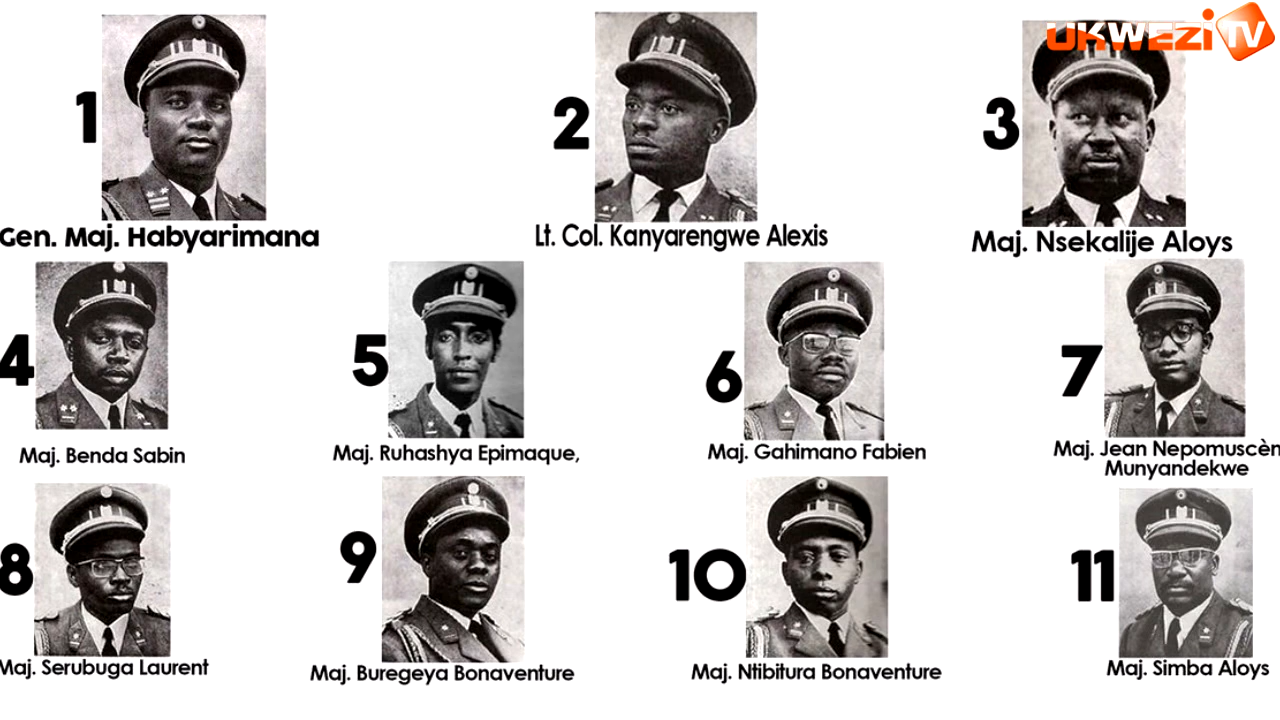 UKWEZI TV
1
2
3
Gen. Maj. Habyarimana
Lt. Col. Kanyarengwe Alexis
Maj. Nsekalije Aloys
4
5
6
7
Maj. Benda Sabin
Maj. Ruhashya Epimaque,
Maj. Gahimano Fabien
Maj. Jean Nepomuscèn
Munyandekwe
8
9
10
11
Maj. Serubuga Laurent
Maj. Buregeya Bonaventure
Maj. Ntibitura Bonaventure
Maj. Simba Aloys